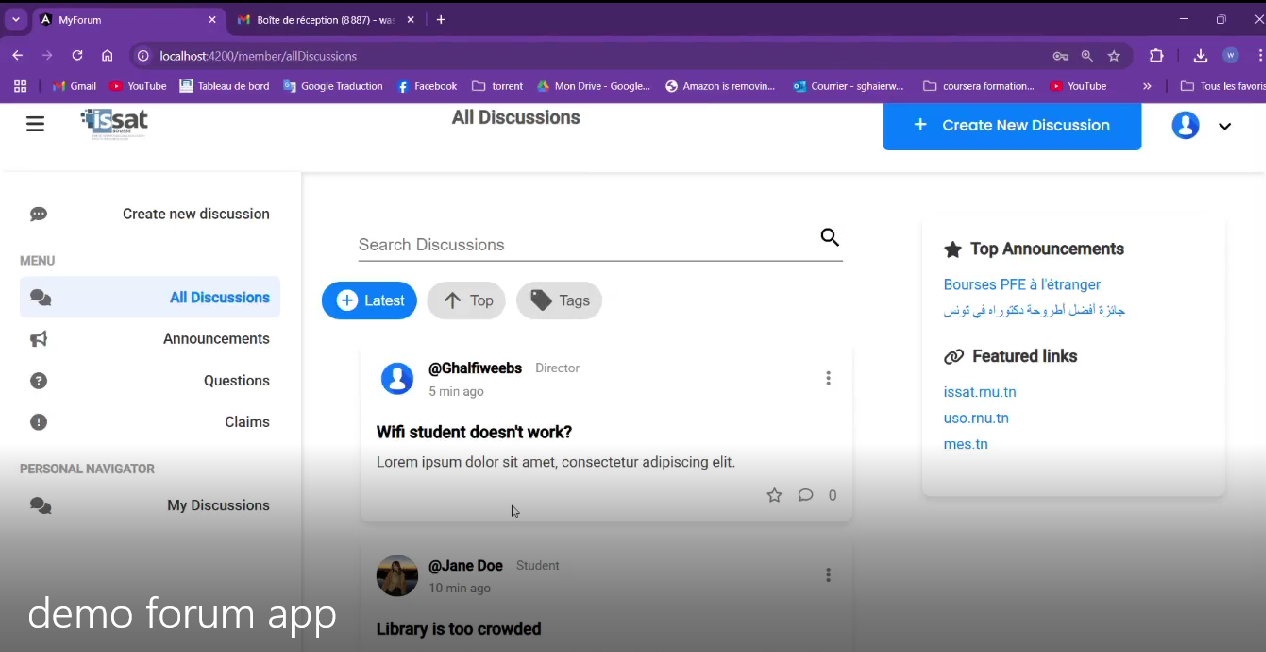 MyForum
Boîte de réception (8 887) - wa
localhost:4200/member/allDiscussions
W
Gmail
YouTube
Tableau de bord
Google Traduction
Facebook
torrent
Mon Drive - Google...
Amazon is removin...
Courrier - sghaierw...
coursera formation...
YouTube
Tous les favoris
issat
All Discussions
+ Create New Discussion
Create new discussion
MENU
All Discussions
Announcements
Questions
Claims
PERSONAL NAVIGATOR
My Discussions
Search Discussions
Latest
Top
Tags
@Ghalfiweebs Director
5 min ago
Wifi student doesn't work?
Lorem ipsum dolor sit amet, consectetur adipiscing elit.
0
@Jane Doe Student
10 min ago
Library is too crowded
Top Announcements
Bourses PFE à l'étranger
جائزة أفضل أطروحة دكتوراه في تونس
Featured links
issat.rnu.tn
uso.rnu.tn
mes.tn
demo forum app